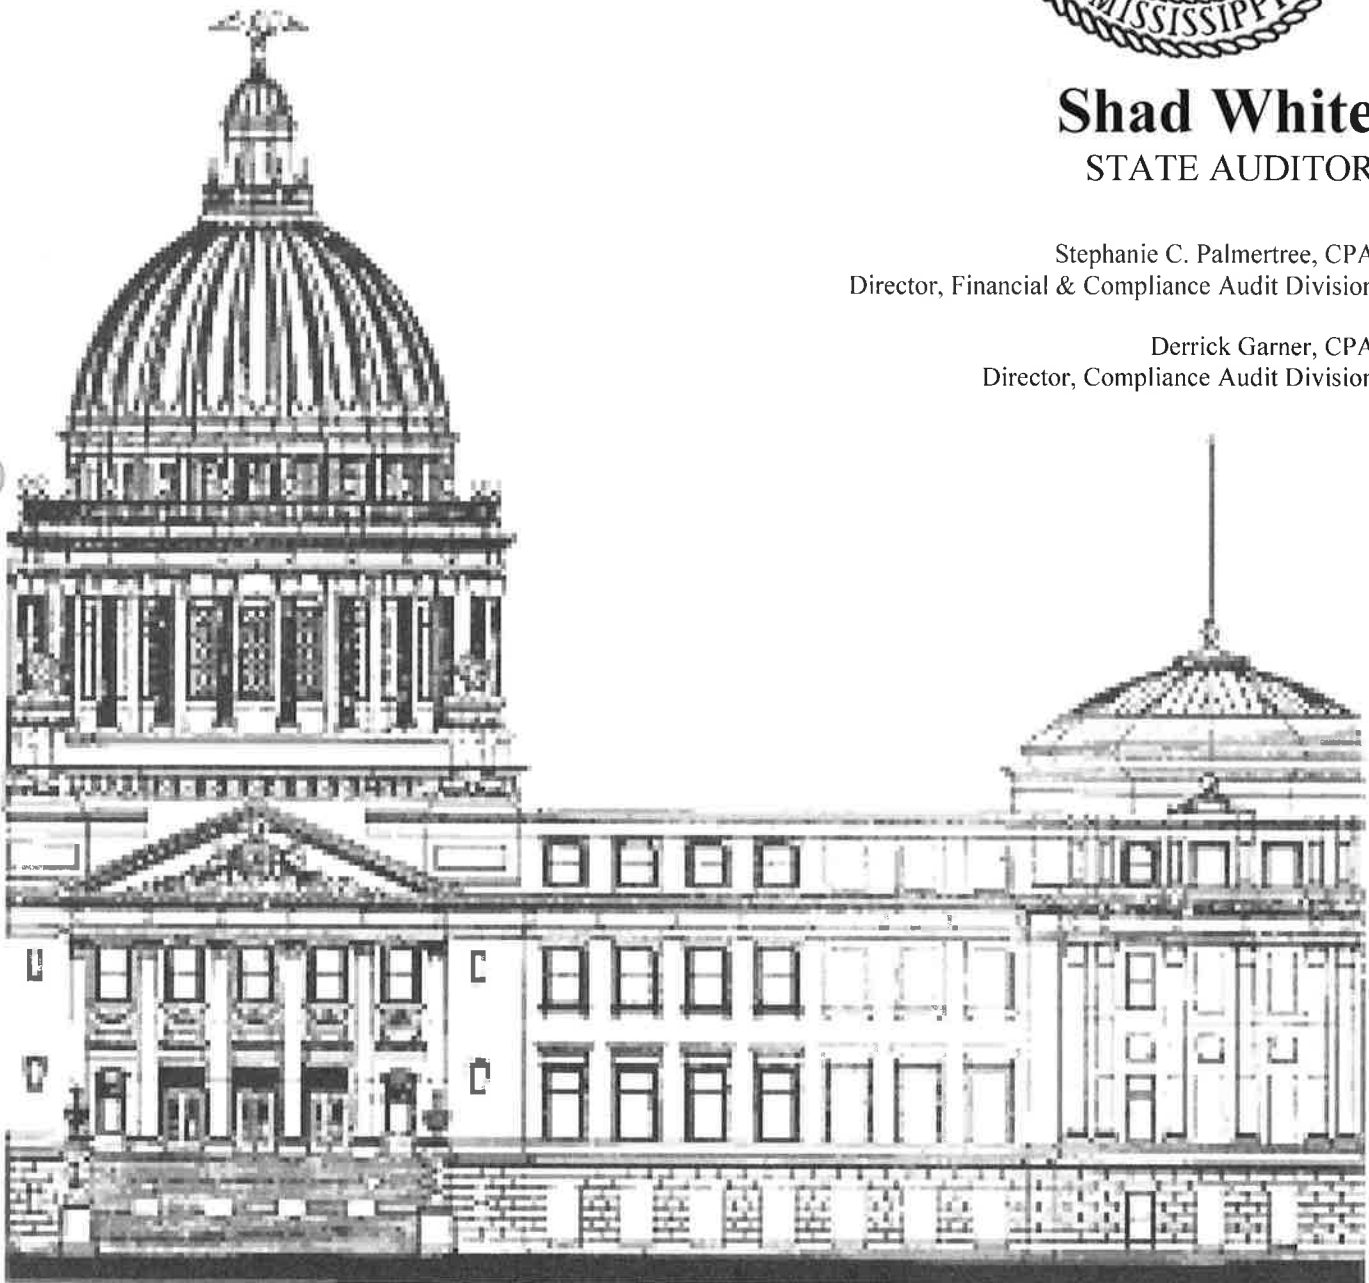 MISSISSIPPI
Shad White
STATE AUDITOR
Stephanie C. Palmertree, CPA
Director, Financial & Compliance Audit Division
Derrick Garner, CPA
Director, Compliance Audit Division